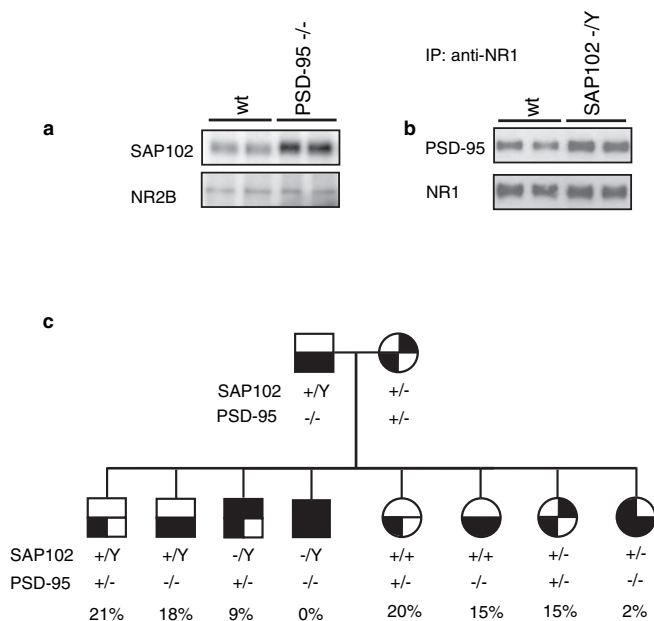 wt
PSD-95 -/-
a
SAP102
NR2B
IP: anti-NR1
wt
SAP102 -/Y
b
PSD-95
NR1
c
SAP102 +/Y +/-
PSD-95 -/- +/-
SAP102 +/Y +/Y -/Y -/Y +/+ +/+ +/- +/-
PSD-95 +/- -/- +/- -/- +/- -/- +/- -/-
21% 18% 9% 0% 20% 15% 15% 2%